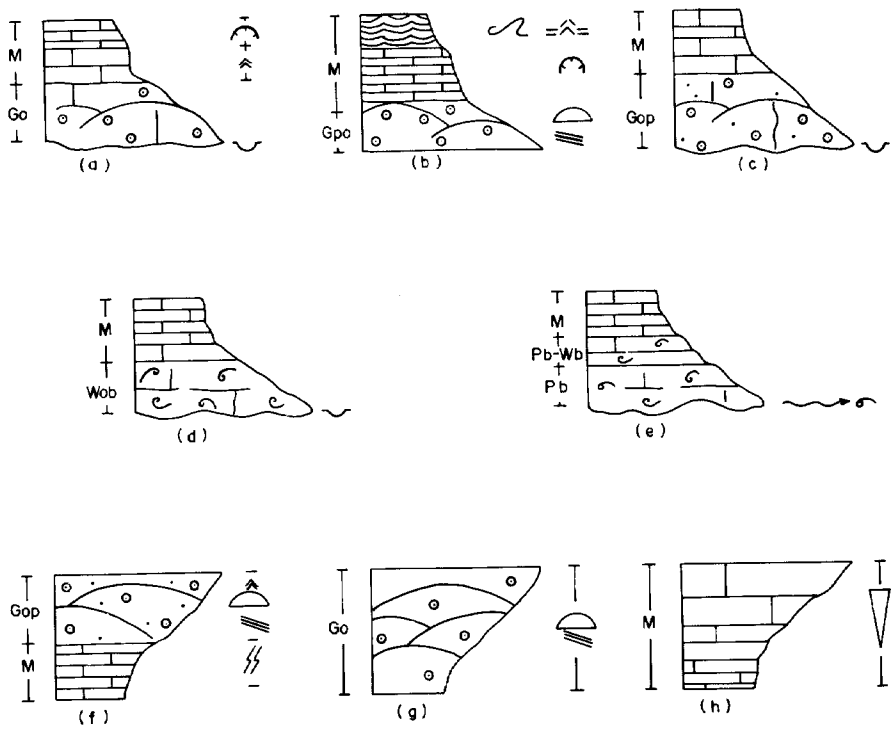 M
Go
(a)
M
Gpo
(b)
M
Gop
(c)
M
Wob
(d)
M
Pb-Wb
Pb
(e)
Gop
M
(f)
Go
(g)
M
(h)